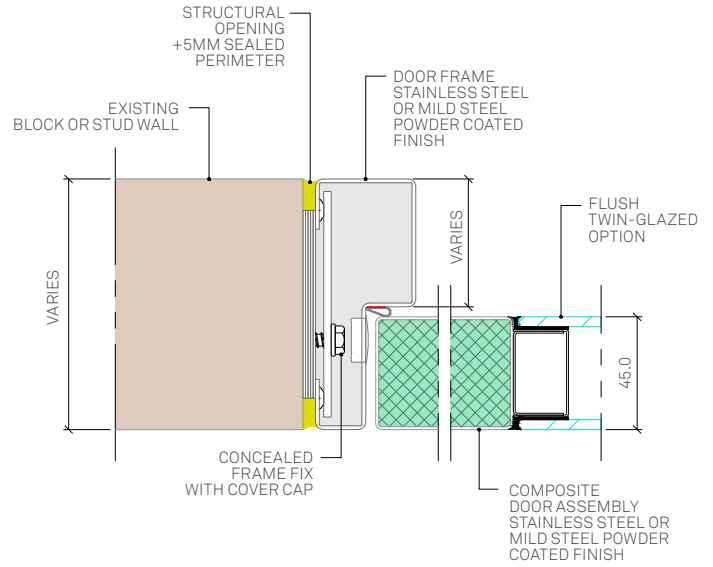 STRUCTURAL
OPENING
+5MM SEALED
PERIMETER
DOOR FRAME
STAINLESS STEEL
OR MILD STEEL
POWDER COATED
FINISH
EXISTING
BLOCK OR STUD WALL
FLUSH
TWIN-GLAZED
OPTION
VARIES
VARIES
45.0
CONCEALED
FRAME FIX
WITH COVER CAP
COMPOSITE
DOOR ASSEMBLY
STAINLESS STEEL OR
MILD STEEL POWDER
COATED FINISH